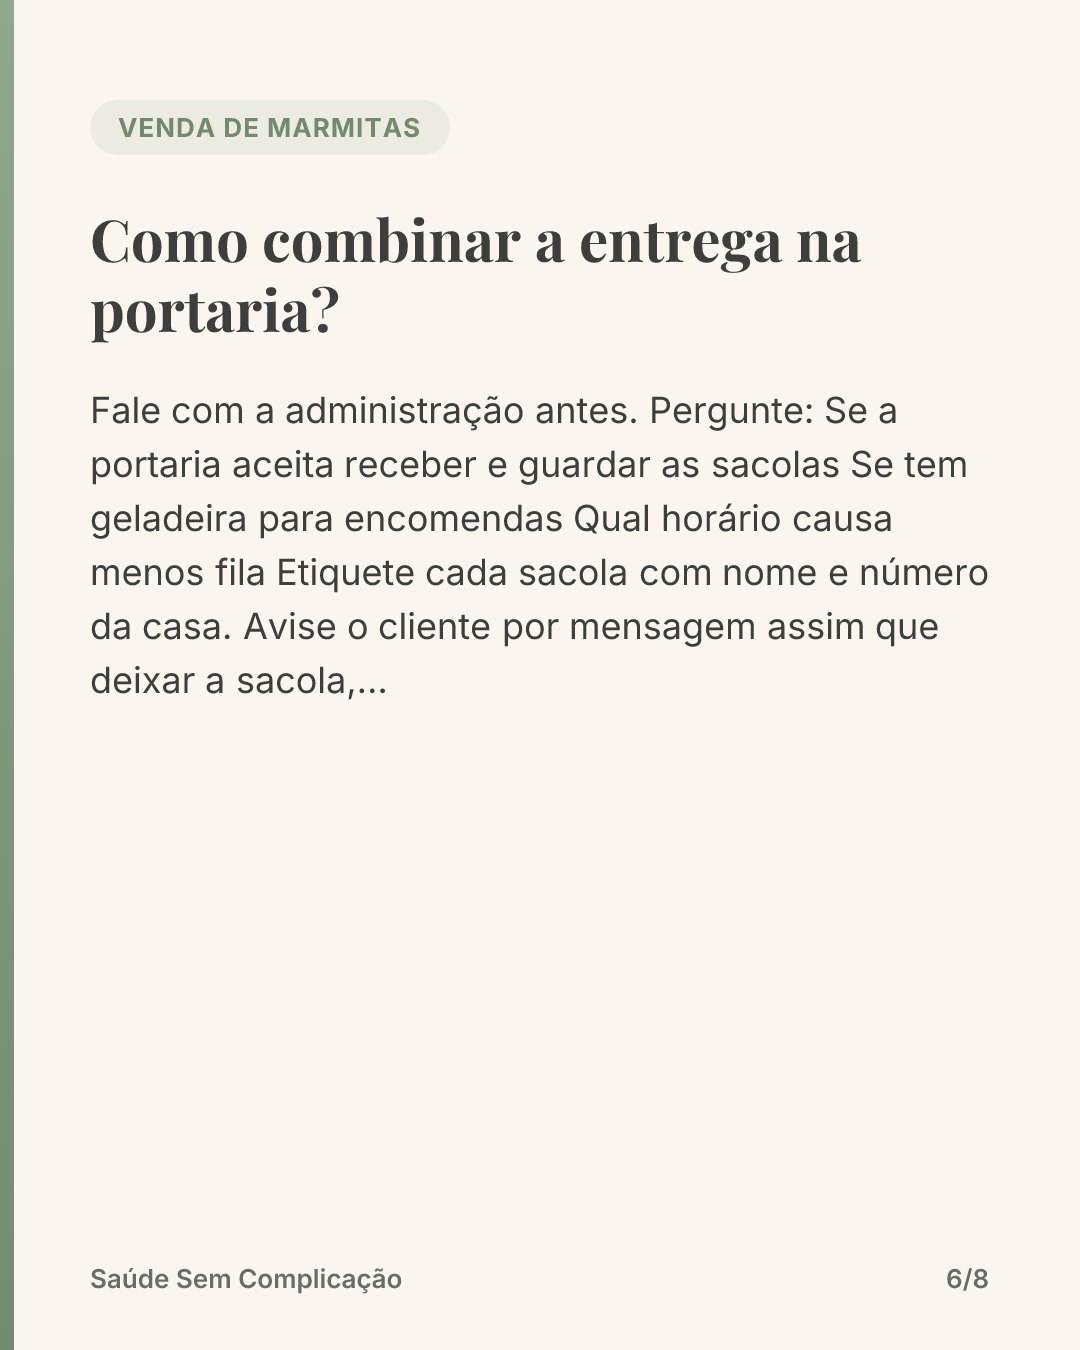 VENDA DE MARMITAS
Como combinar a entrega na
portaria?
Fale com a administração antes. Pergunte: Se a
portaria aceita receber e guardar as sacolas Se tem
geladeira para encomendas Qual horário causa
menos fila Etiquete cada sacola com nome e número
da casa. Avise o cliente por mensagem assim que
deixar a sacola,...
Saúde Sem Complicação
6/8